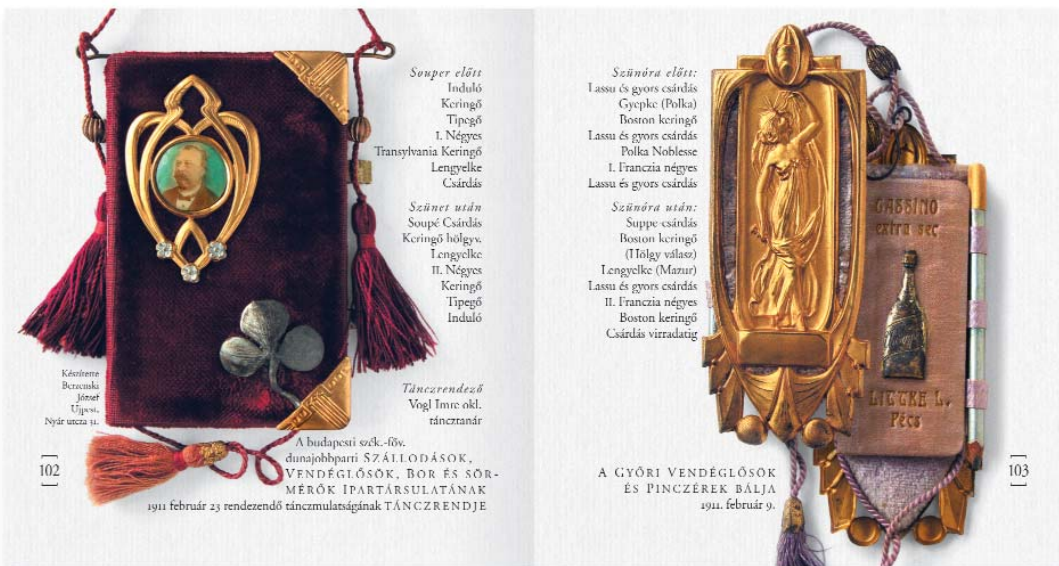 Souper előtt
Induló
Keringő
Tipegő
I. Négyes
Transylvania Keringő
Lengyelke
Csárdás
Szünet után
Soupé Csárdás
Keringő hölgyv.
Lengyelke
II. Négyes
Keringő
Tipegő
Induló
Készítette
Berzenski
József
Ujpest,
Nyár utcza 31.
Tánczrendező
Vogl Imre okl.
táncztanár
A budapesti szék.-föv.
dunajobbparti SZÁLLODÁSOK,
VENDÉGLŐSÖK, BOR ÉS SÖR-
MÉRŐK IPARTÁRSULATÁNAK
1911 február 23 rendezendő tánczmulatságának TÁNCZRENDJE
102
Szünóra előtt:
Lassu és gyors csárdás
Gyepke (Polka)
Boston keringő
Lassu és gyors csárdás
Polka Noblesse
I. Franczia négyes
Lassu és gyors csárdás
Szünóra után:
Suppe csárdás
Boston keringő
(Hölgy válasz)
Lengyelke (Mazur)
Lassu és gyors csárdás
II. Franczia négyes
Boston keringő
Csárdás virradatig
CASSINO
extra sec
LITTKE L.
Pécs
A GYŐRI VENDÉGLŐSÖK
ÉS PINCZÉREK BÁLJA
1911. február 9.
103